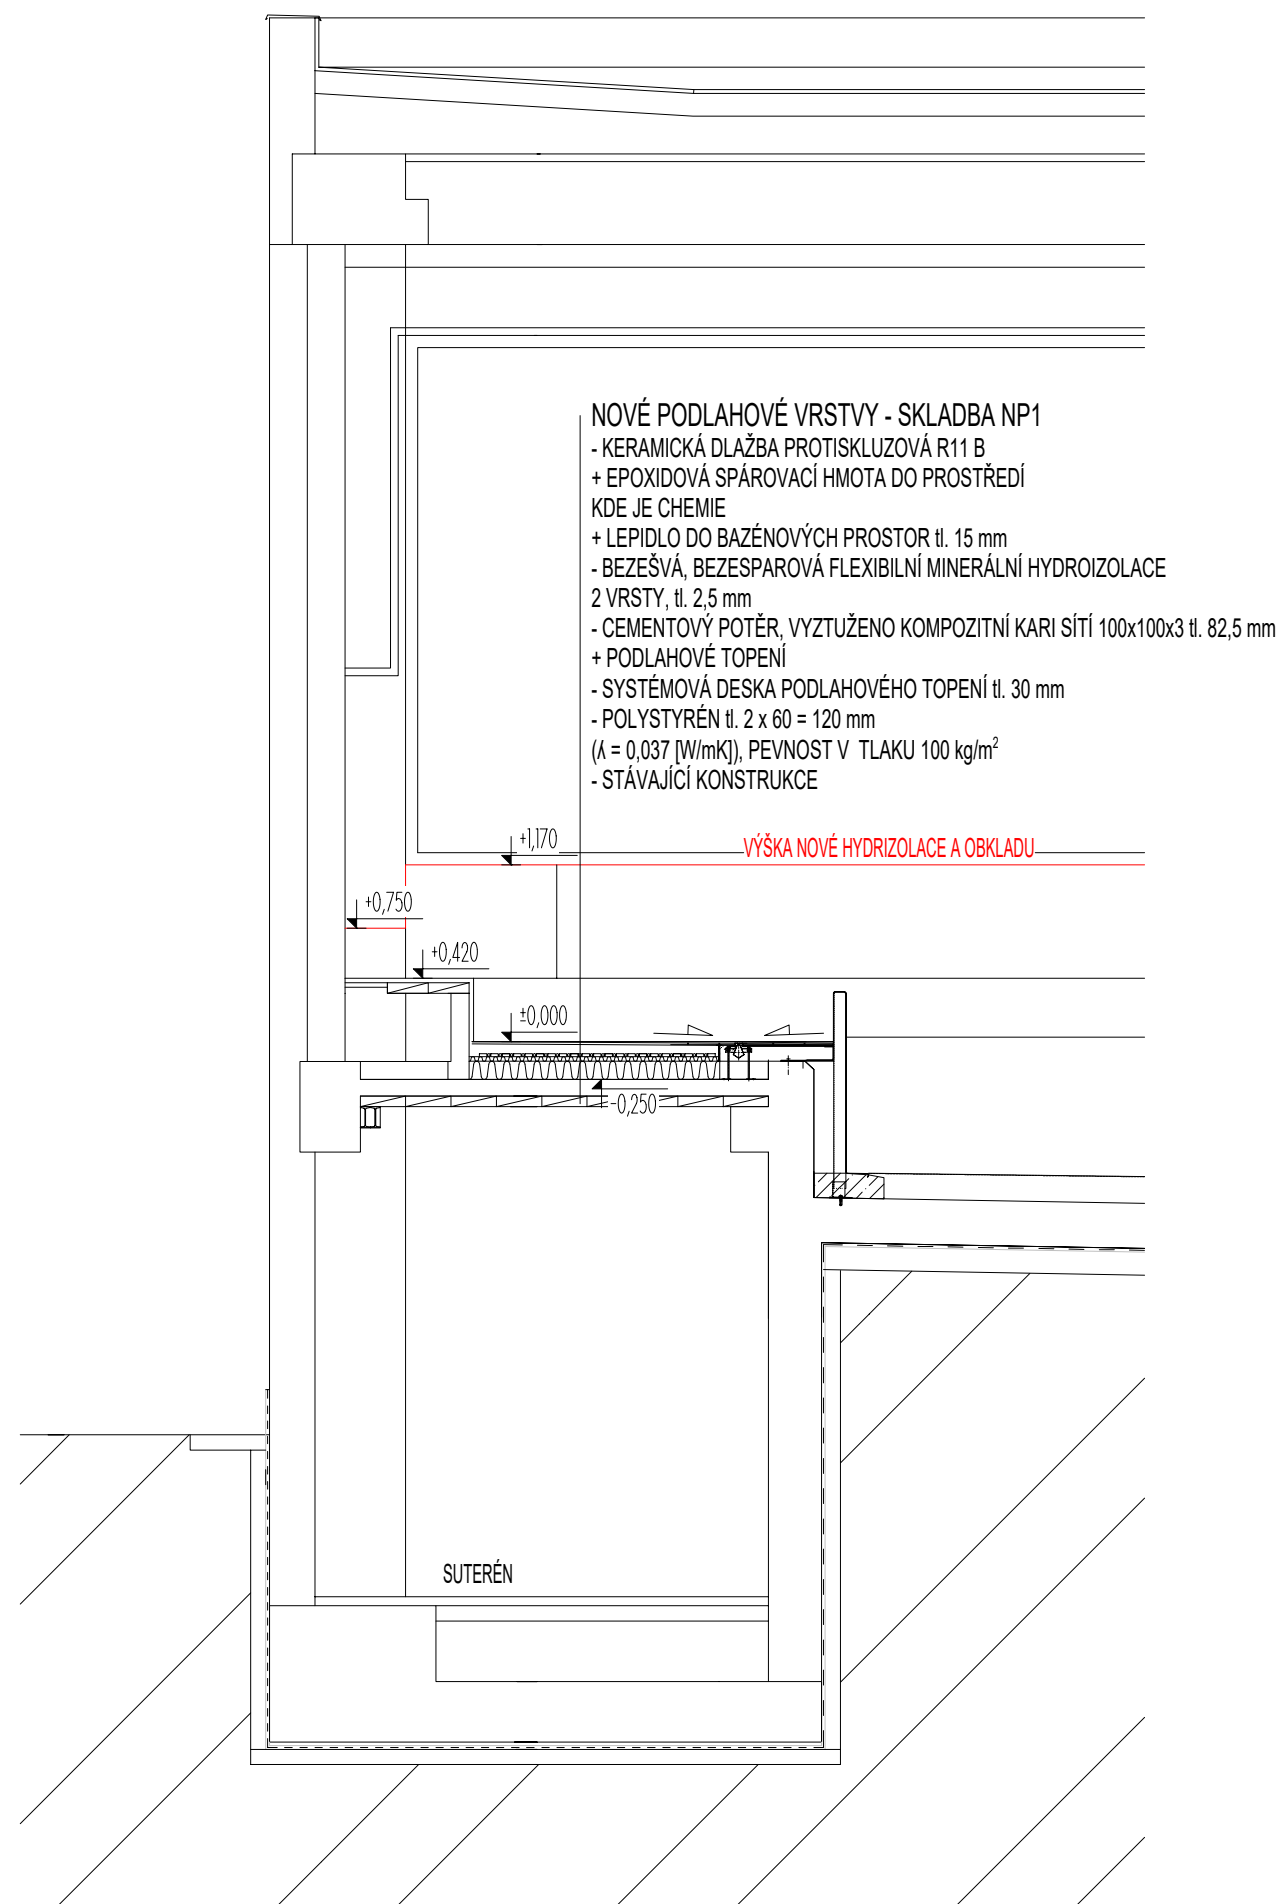 NOVÉ PODLAHOVÉ VRSTVY - SKLADBA NP1
- KERAMICKÁ DLAŽBA PROTISKLUZOVÁ R11 B
+ EPOXIDOVÁ SPÁROVACÍ HMOTA DO PROSTŘEDÍ
KDE JE CHEMIE
+ LEPIDLO DO BAZÉNOVÝCH PROSTOR tl. 15 mm
- BEZEŠVÁ, BEZESPAROVÁ FLEXIBILNÍ MINERÁLNÍ HYDROIZOLACE
2 VRSTY, tl. 2,5 mm
- CEMENTOVÝ POTĚR, VYZTUŽENO KOMPOZITNÍ KARI SÍTÍ 100x100x3 tl. 82,5 mm
+ PODLAHOVÉ TOPENÍ
- SYSTÉMOVÁ DESKA PODLAHOVÉHO TOPENÍ tl. 30 mm
- POLYSTYRÉN tl. 2 x 60 = 120 mm
(ʎ = 0,037 [W/mK]), PEVNOST V TLAKU 100 kg/m²
- STÁVAJÍCÍ KONSTRUKCE
+1,170
VÝŠKA NOVÉ HYDRIZOLACE A OBKLADU
+0,750
+0,420
±0,000
-0,250
SUTERÉN